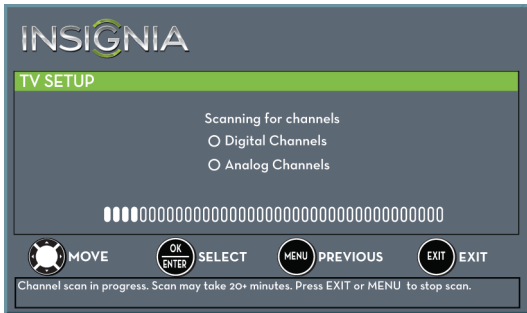 INSIGNIA
TV SETUP
Scanning for channels
Digital Channels
Analog Channels
MOVE OK ENTER SELECT MENU PREVIOUS EXIT EXIT
Channel scan in progress. Scan may take 20+ minutes. Press EXIT or MENU to stop scan.